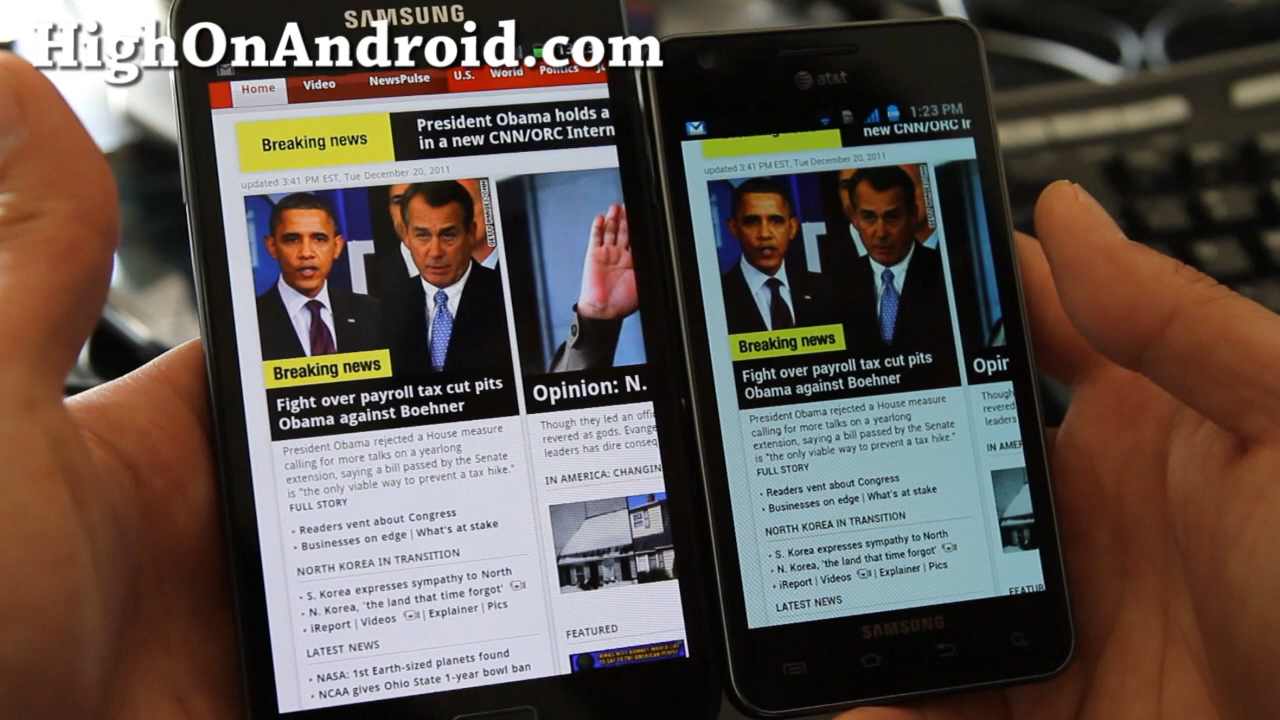 HighOnAndroid.com
SAMSUNG
Home Video NewsPulse U.S. World Politics
Breaking news
President Obama holds a
in a new CNN/ORC Intern
updated 3:41 PM EST, Tue December 20, 2011
GETTY IMAGES/CNN
Breaking news
Fight over payroll tax cut pits
Obama against Boehner
President Obama rejected a House measure
calling for more talks on a yearlong
extension, saying a bill passed by the Senate
is "the only viable way to prevent a tax hike."
FULL STORY
• Readers vent about Congress
• Businesses on edge | What's at stake
NORTH KOREA IN TRANSITION
• S. Korea expresses sympathy to North
• N. Korea, 'the land that time forgot'
• iReport | Videos | Explainer | Pics
LATEST NEWS
• NASA: 1st Earth-sized planets found
• NCAA gives Ohio State 1-year bowl ban
Opinion: N.
Though they led an offi
revered as gods. Evange
leaders has dire conseq
IN AMERICA: CHANGIN
FEATURED
at&t
1:23 PM
new CNN/ORC Ir
updated 3:41 PM EST, Tue December 20, 2011
Breaking news
Fight over payroll tax cut pits
Obama against Boehner
President Obama rejected a House measure
calling for more talks on a yearlong
extension, saying a bill passed by the Senate
is "the only viable way to prevent a tax hike."
FULL STORY
• Readers vent about Congress
• Businesses on edge | What's at stake
NORTH KOREA IN TRANSITION
• S. Korea expresses sympathy to North
• N. Korea, 'the land that time forgot'
• iReport | Videos | Explainer | Pics
LATEST NEWS
Opir
Though
revered
leaders
IN AMEF
FEATUR
SAMSUNG